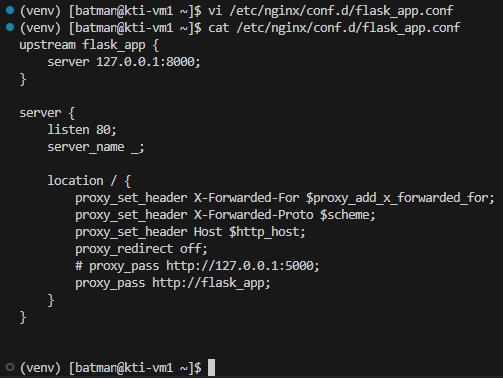 (venv) [batman@kti-vm1 ~]$ vi /etc/nginx/conf.d/flask_app.conf
(venv) [batman@kti-vm1 ~]$ cat /etc/nginx/conf.d/flask_app.conf
upstream flask_app {
    server 127.0.0.1:8000;
}

server {
    listen 80;
    server_name _;

    location / {
        proxy_set_header X-Forwarded-For $proxy_add_x_forwarded_for;
        proxy_set_header X-Forwarded-Proto $scheme;
        proxy_set_header Host $http_host;
        proxy_redirect off;
        # proxy_pass http://127.0.0.1:5000;
        proxy_pass http://flask_app;
    }
}

(venv) [batman@kti-vm1 ~]$